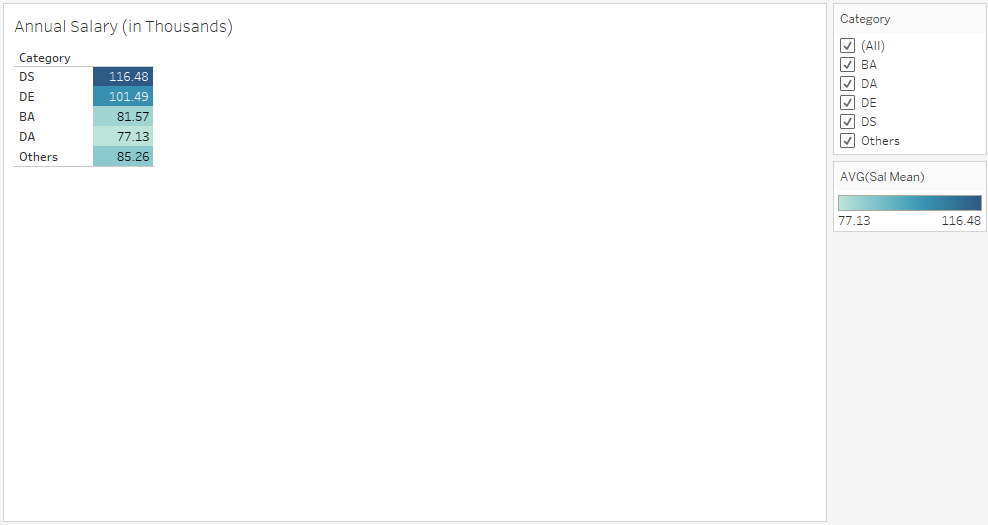 Annual Salary (in Thousands)
Category
DS 116.48
DE 101.49
BA 81.57
DA 77.13
Others 85.26
Category
(All)
BA
DA
DE
DS
Others
AVG(Sal Mean)
77.13 116.48